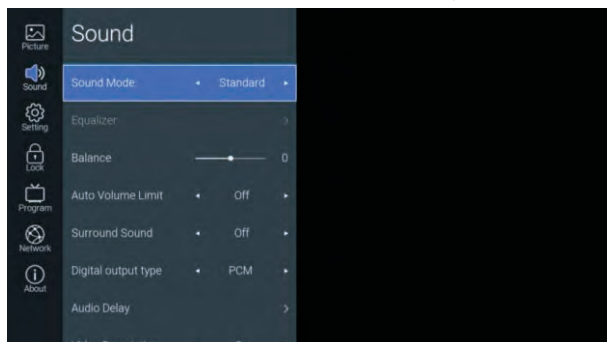 Picture
Sound
Setting
Lock
Program
Network
About
Sound
Sound Mode Standard
Equalizer
Balance 0
Auto Volume Limit Off
Surround Sound Off
Digital output type PCM
Audio Delay